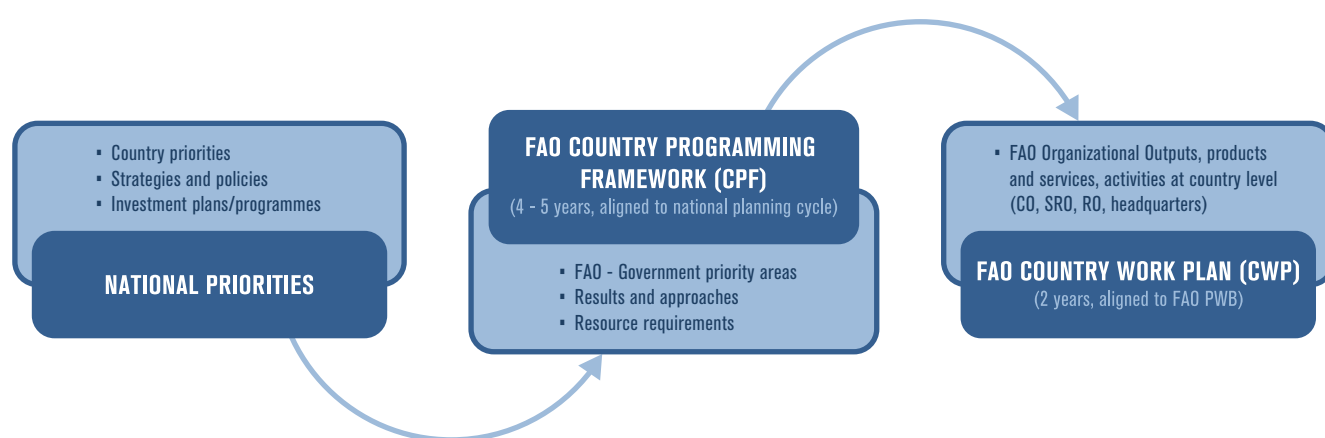 ▪ Country priorities
▪ Strategies and policies
▪ Investment plans/programmes
NATIONAL PRIORITIES
FAO COUNTRY PROGRAMMING
FRAMEWORK (CPF)
(4 - 5 years, aligned to national planning cycle)
▪ FAO - Government priority areas
▪ Results and approaches
▪ Resource requirements
▪ FAO Organizational Outputs, products
and services, activities at country level
(CO, SRO, RO, headquarters)
FAO COUNTRY WORK PLAN (CWP)
(2 years, aligned to FAO PWB)